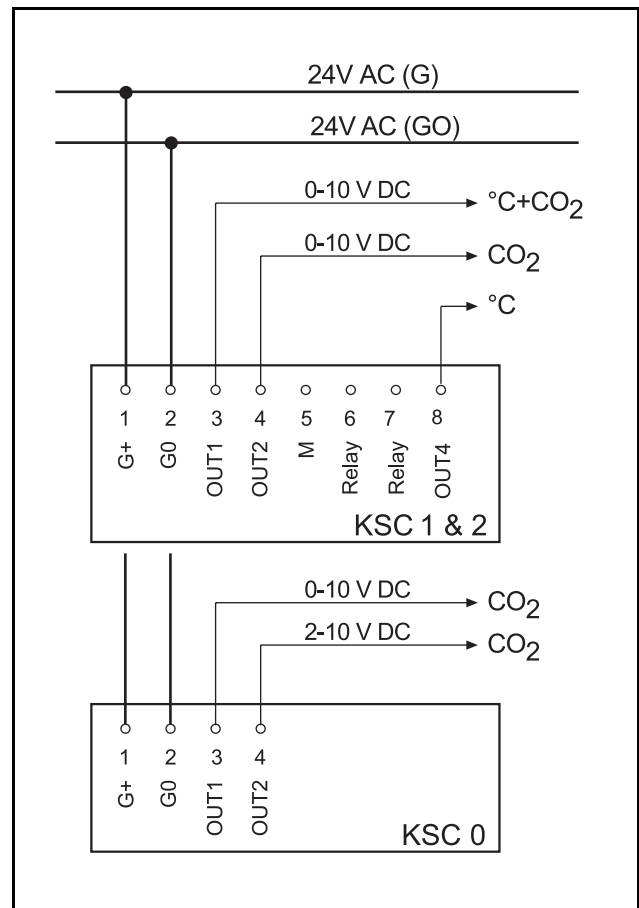 24V AC (G)
24V AC (GO)
0-10 V DC
°C+CO2
0-10 V DC
CO2
°C
1 2 3 4 5 6 7 8
G+ G0 OUT1 OUT2 M Relay Relay OUT4
KSC 1 & 2
0-10 V DC
CO2
2-10 V DC
CO2
1 2 3 4
G+ G0 OUT1 OUT2
KSC 0